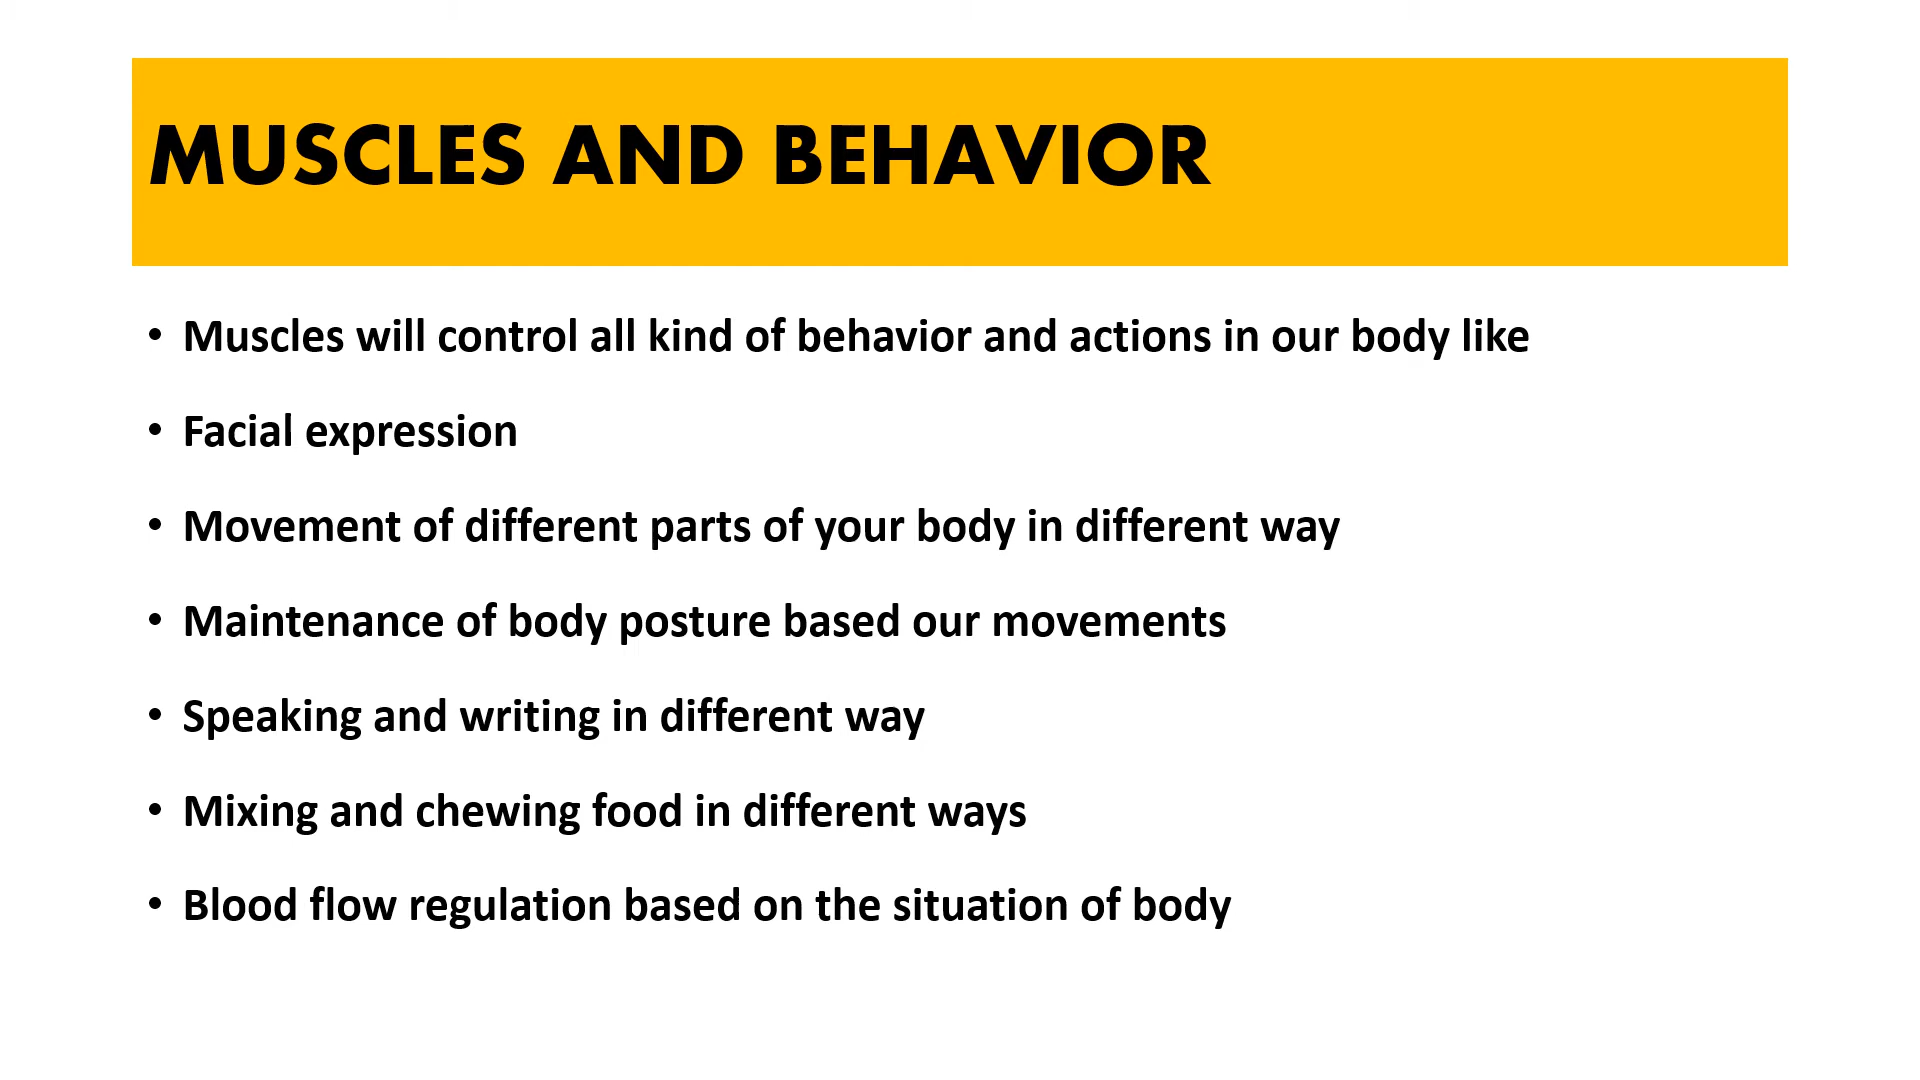 MUSCLES AND BEHAVIOR
• Muscles will control all kind of behavior and actions in our body like
• Facial expression
• Movement of different parts of your body in different way
• Maintenance of body posture based our movements
• Speaking and writing in different way
• Mixing and chewing food in different ways
• Blood flow regulation based on the situation of body